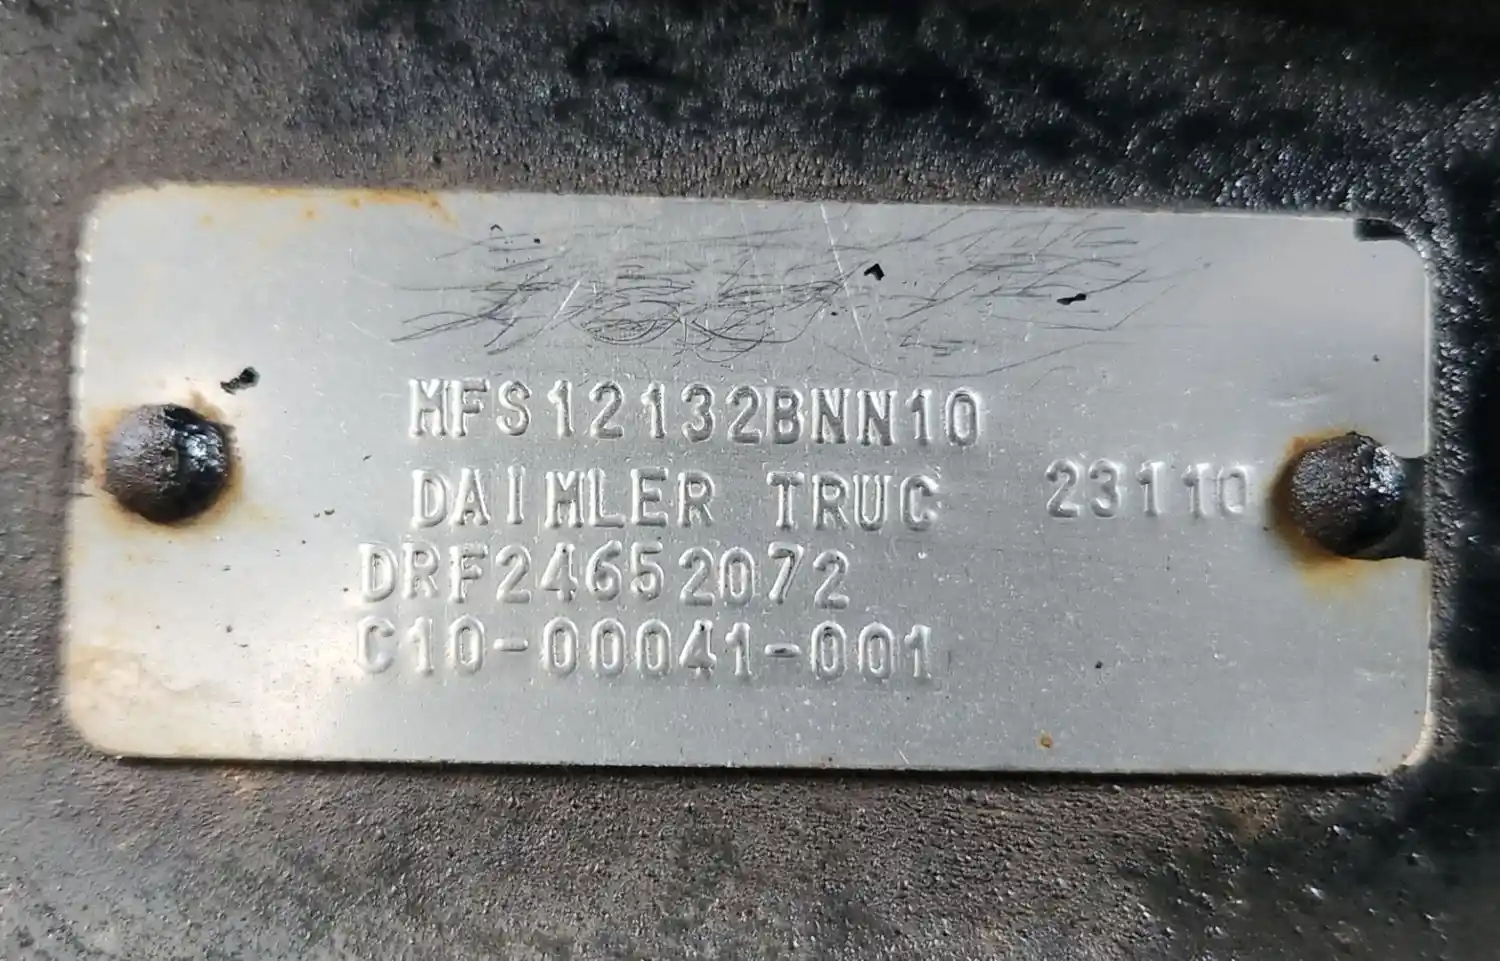 MFS12132BNN10
DAIMLER TRUC 23110
DRF24652072
C10-00041-001